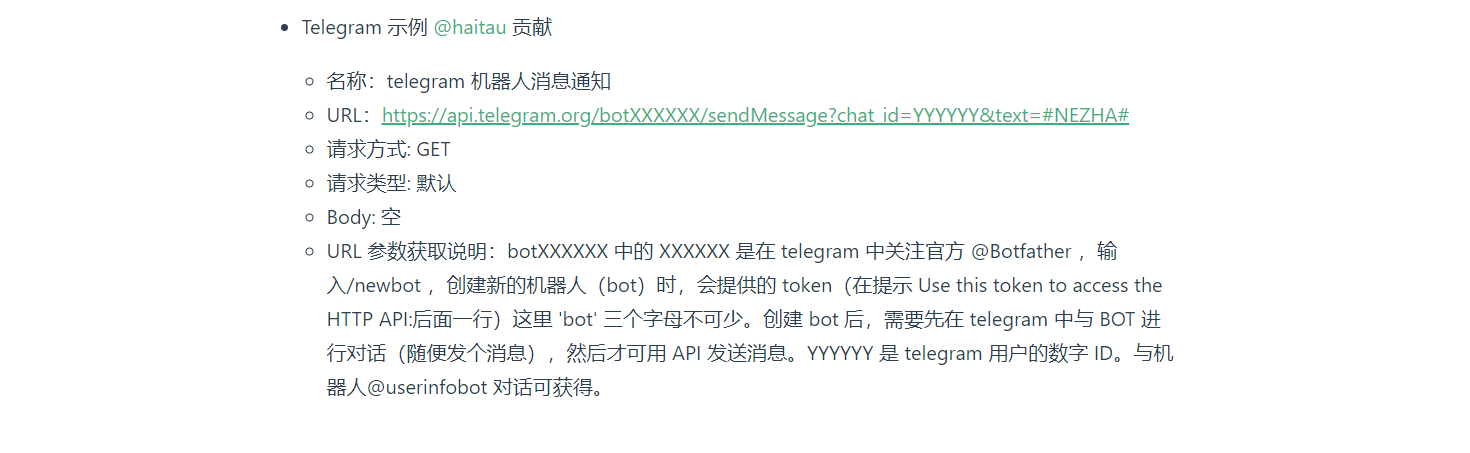 Telegram 示例 @haitau 贡献
名称：telegram 机器人消息通知
URL：https://api.telegram.org/botXXXXXX/sendMessage?chat_id=YYYYYY&text=#NEZHA#
请求方式: GET
请求类型: 默认
Body: 空
URL 参数获取说明：botXXXXXX 中的 XXXXXX 是在 telegram 中关注官方 @Botfather ，输
入/newbot ，创建新的机器人（bot）时，会提供的 token（在提示 Use this token to access the
HTTP API:后面一行）这里 'bot' 三个字母不可少。创建 bot 后，需要先在 telegram 中与 BOT 进
行对话（随便发个消息），然后才可用 API 发送消息。YYYYYY 是 telegram 用户的数字 ID。与机
器人@userinfobot 对话可获得。